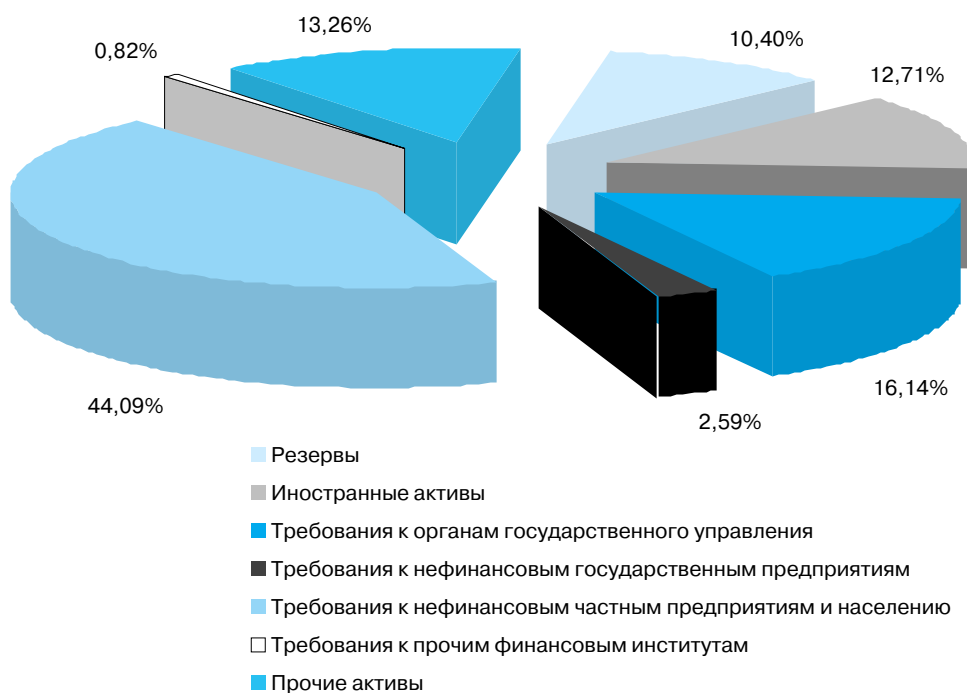 13,26%
0,82%
10,40%
12,71%
44,09%
16,14%
2,59%
Резервы
Иностранные активы
Требования к органам государственного управления
Требования к нефинансовым государственным предприятиям
Требования к нефинансовым частным предприятиям и населению
Требования к прочим финансовым институтам
Прочие активы